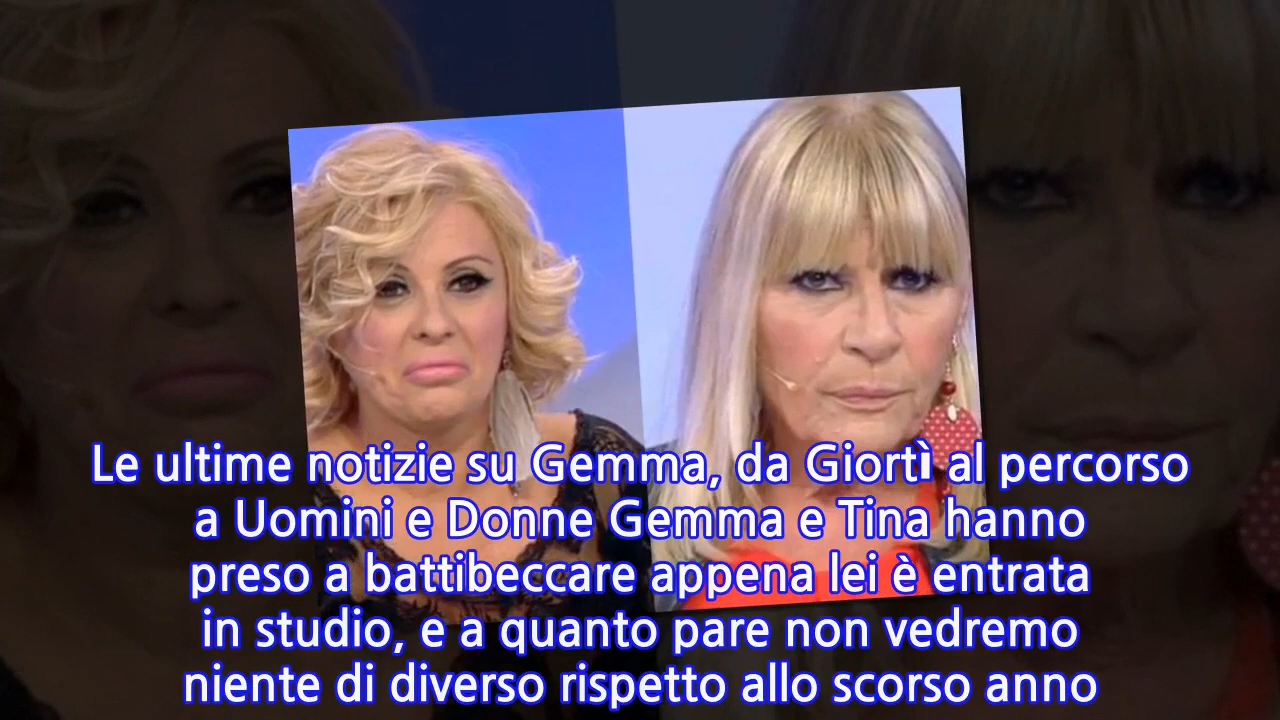 Le ultime notizie su Gemma, da Giortì al percorso
a Uomini e Donne Gemma e Tina hanno
preso a battibeccare appena lei è entrata
in studio, e a quanto pare non vedremo
niente di diverso rispetto allo scorso anno